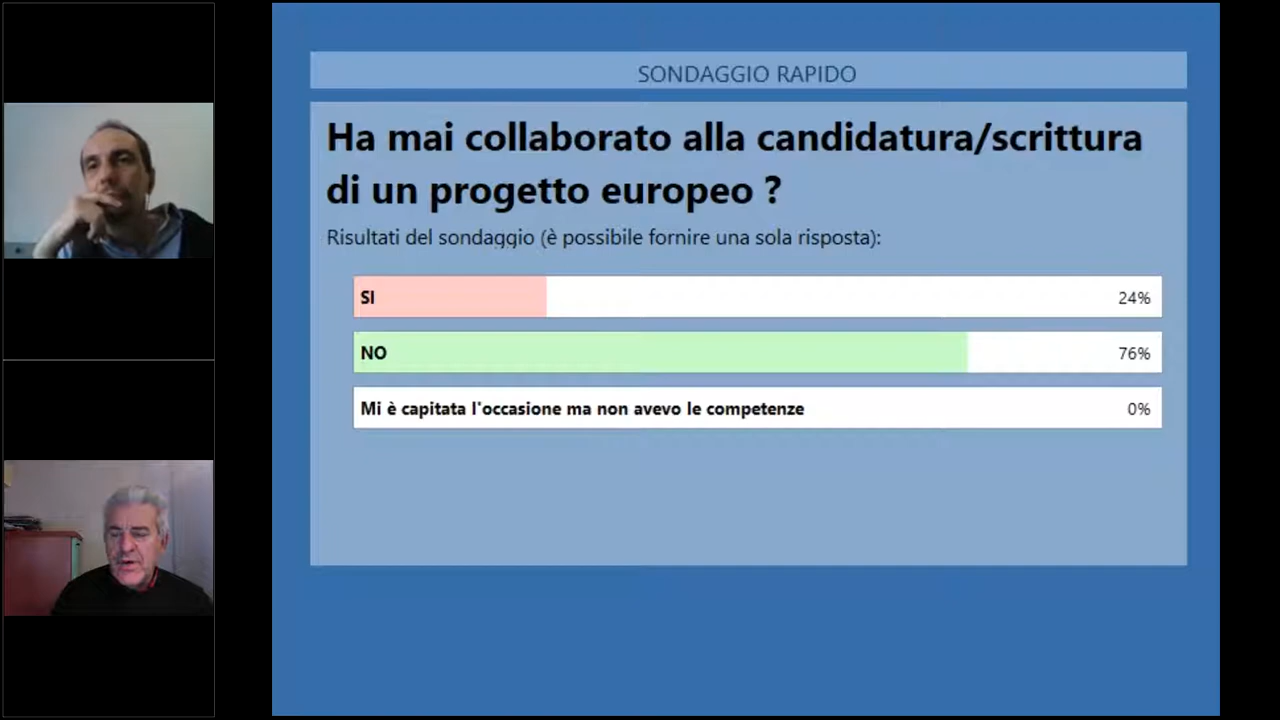 SONDAGGIO RAPIDO
Ha mai collaborato alla candidatura/scrittura
di un progetto europeo ?
Risultati del sondaggio (è possibile fornire una sola risposta):
SI 24%
NO 76%
Mi è capitata l'occasione ma non avevo le competenze 0%